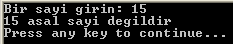 Bir sayi girin: 15
15 asal sayi degildir
Press any key to continue...